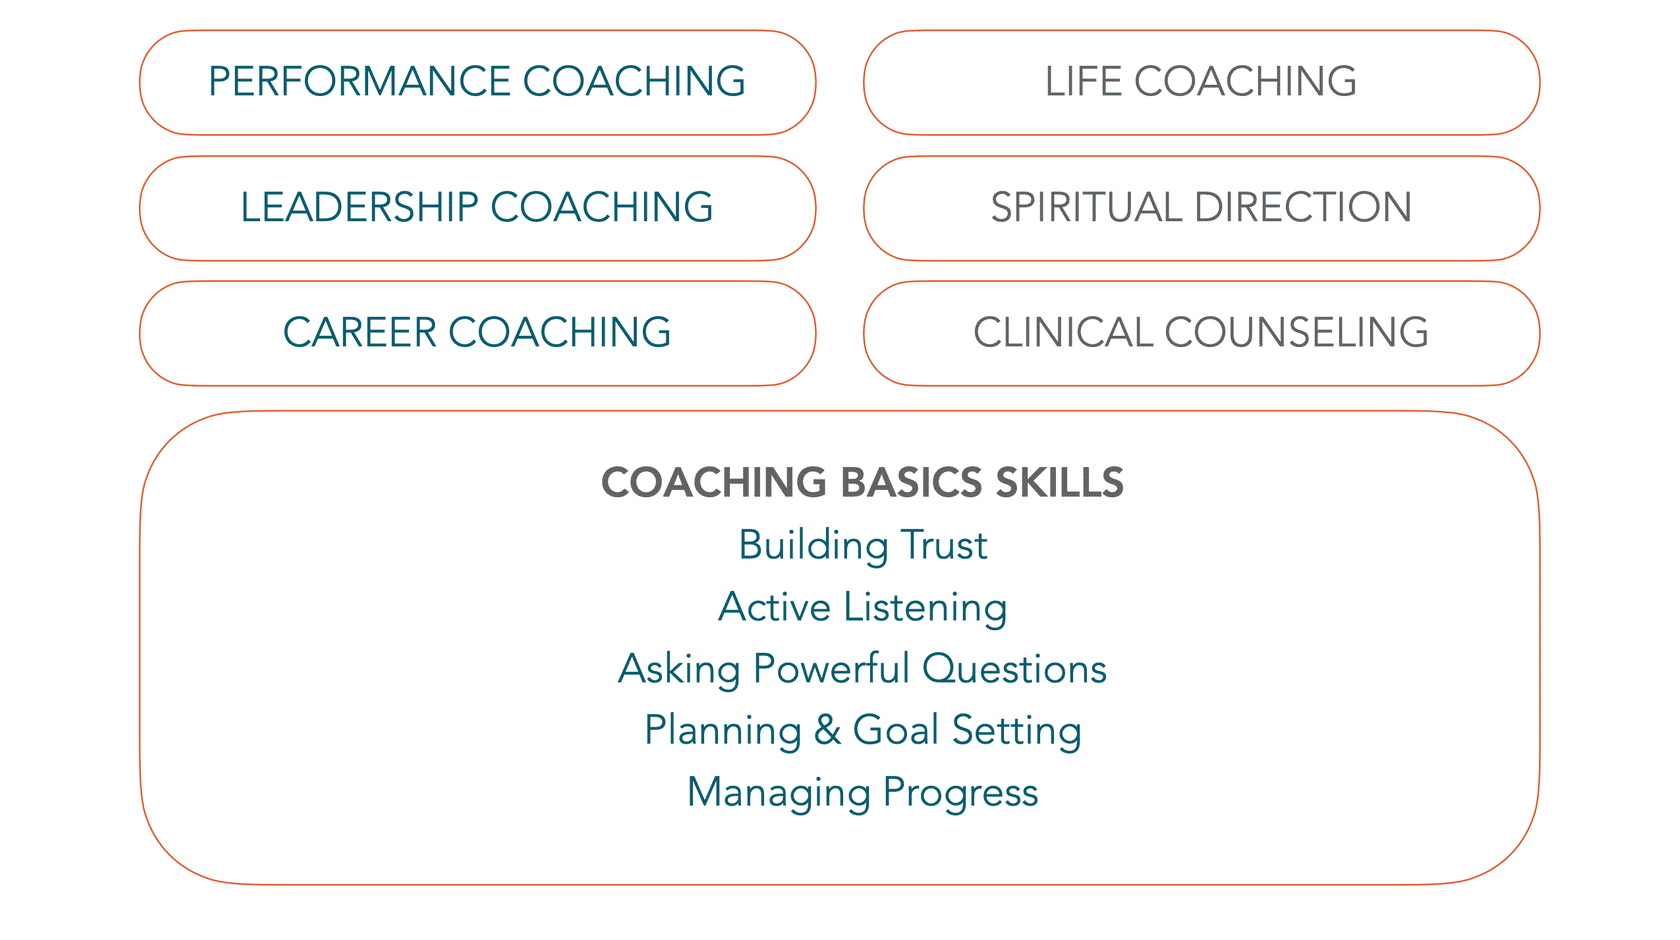 PERFORMANCE COACHING
LIFE COACHING
LEADERSHIP COACHING
SPIRITUAL DIRECTION
CAREER COACHING
CLINICAL COUNSELING
COACHING BASICS SKILLS
Building Trust
Active Listening
Asking Powerful Questions
Planning & Goal Setting
Managing Progress